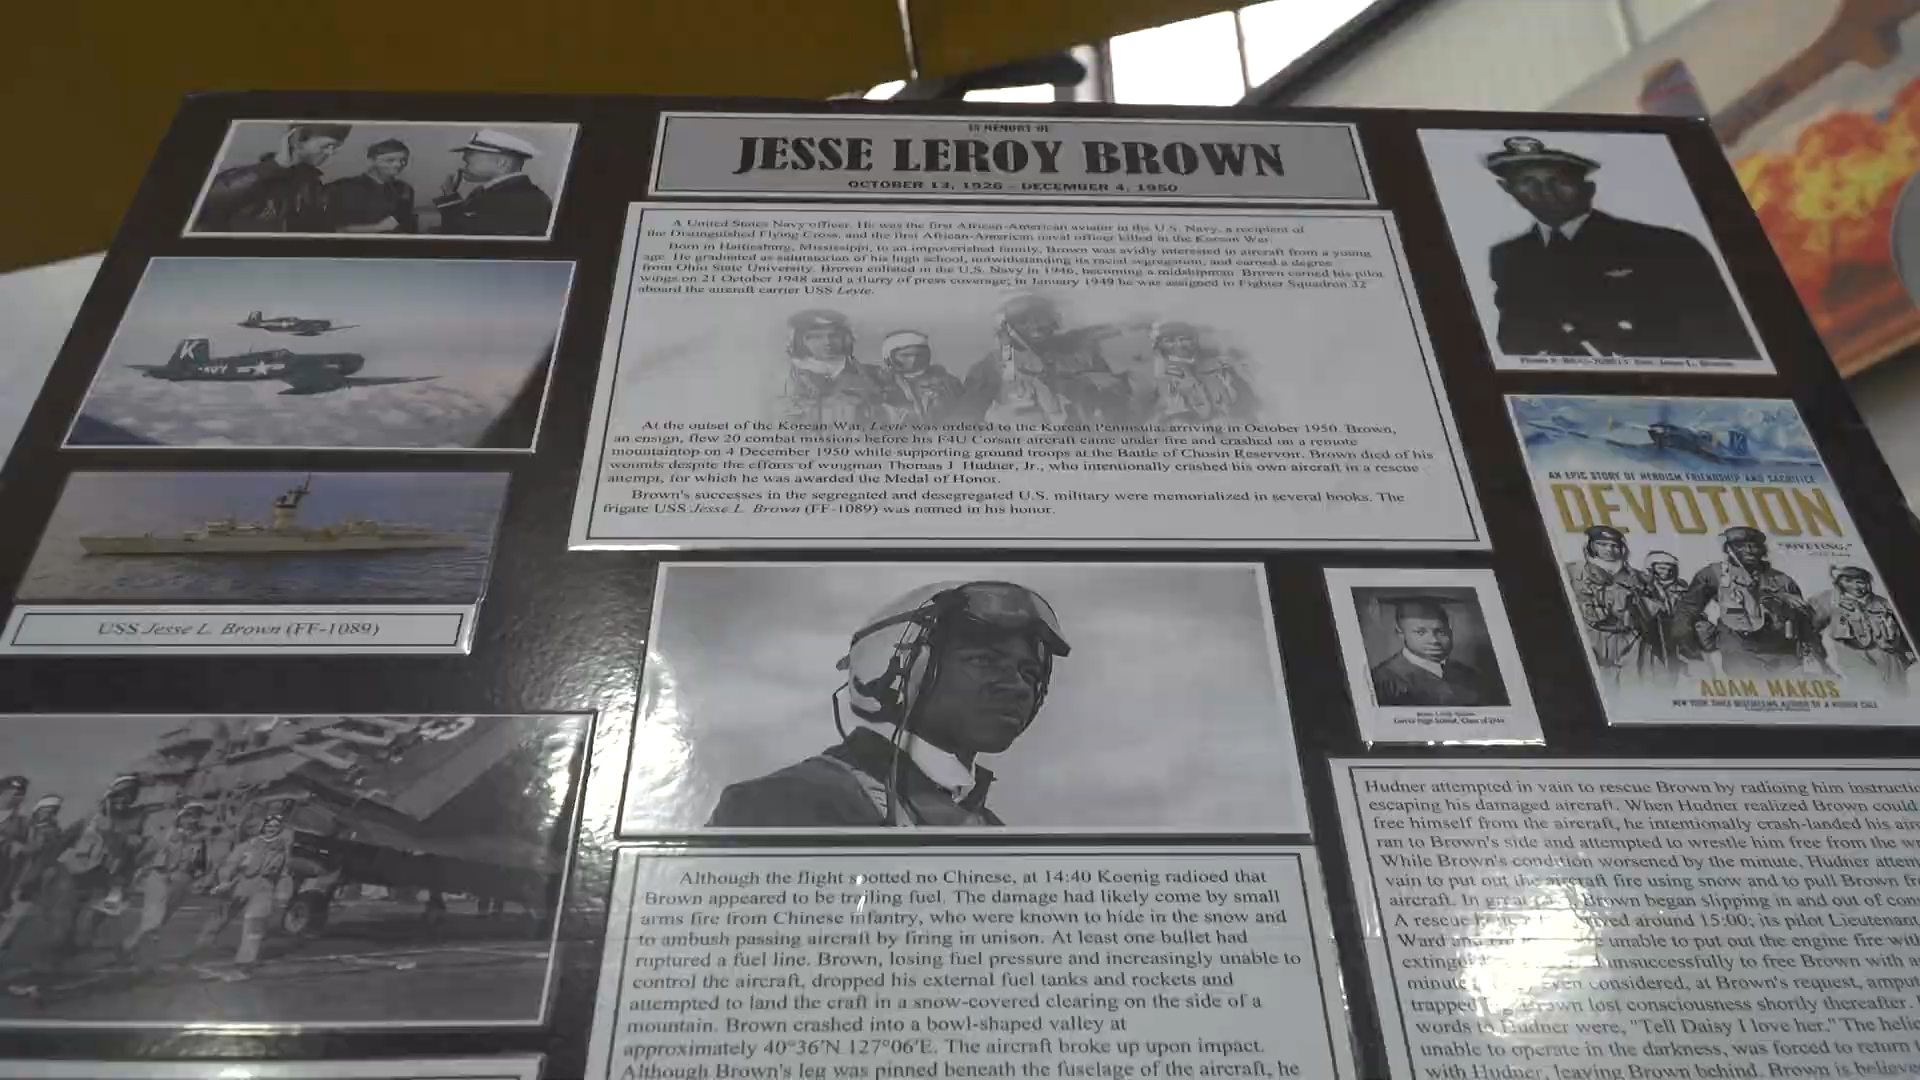 IN MEMORY OF
JESSE LEROY BROWN
OCTOBER 13, 1926 - DECEMBER 4, 1950
A United States Navy officer. He was the first African-American aviator in the U.S. Navy, a recipient of
the Distinguished Flying Cross, and the first African-American naval officer killed in the Korean War.
Born in Hattiesburg, Mississippi, to an impoverished family, Brown was avidly interested in aircraft from a young
age. He graduated as salutatorian of his high school, notwithstanding its racial segregation, and earned a degree
from Ohio State University. Brown enlisted in the U.S. Navy in 1946, becoming a midshipman. Brown earned his pilot
wings on 21 October 1948 amid a flurry of press coverage; in January 1949 he was assigned to Fighter Squadron 32
aboard the aircraft carrier USS Leyte.
At the outset of the Korean War, Leyte was ordered to the Korean Peninsula, arriving in October 1950. Brown,
an ensign, flew 20 combat missions before his F4U Corsair aircraft came under fire and crashed on a remote
mountaintop on 4 December 1950 while supporting ground troops at the Battle of Chosin Reservoir. Brown died of his
wounds despite the efforts of wingman Thomas J. Hudner, Jr., who intentionally crashed his own aircraft in a rescue
attempt, for which he was awarded the Medal of Honor.
Brown's successes in the segregated and desegregated U.S. military were memorialized in several books. The
frigate USS Jesse L. Brown (FF-1089) was named in his honor.
K
NAVY
USS Jesse L. Brown (FF-1089)
AN EPIC STORY OF HEROISM FRIENDSHIP AND SACRIFICE
DEVOTION
"RIVETING."
ADAM MAKOS
NEW YORK TIMES BESTSELLING AUTHOR OF A HIGHER CALL
Although the flight spotted no Chinese, at 14:40 Koenig radioed that
Brown appeared to be trailing fuel. The damage had likely come by small
arms fire from Chinese infantry, who were known to hide in the snow and
to ambush passing aircraft by firing in unison. At least one bullet had
ruptured a fuel line. Brown, losing fuel pressure and increasingly unable to
control the aircraft, dropped his external fuel tanks and rockets and
attempted to land the craft in a snow-covered clearing on the side of a
mountain. Brown crashed into a bowl-shaped valley at
approximately 40°36′N 127°06′E. The aircraft broke up upon impact.
Although Brown's leg was pinned beneath the fuselage of the aircraft, he
Hudner attempted in vain to rescue Brown by radioing him
escaping his damaged aircraft. When Hudner realized Brown could
free himself from the aircraft, he intentionally crash-landed his
ran to Brown's side and attempted to wrestle him free from the
While Brown's condition worsened by the minute, Hudner
vain to put out the aircraft fire using snow and to pull Brown
aircraft. In great Brown began slipping in and out of
A rescue around 15:00; its pilot Lieutenant
Ward unable to put out the engine fire
unsuccessfully to free Brown with
considered, at Brown's request,
trapped lost consciousness shortly thereafter.
words to Hudner were, "Tell Daisy I love her." The
unable to operate in the darkness, was forced to return
with Hudner, leaving Brown behind. Brown is